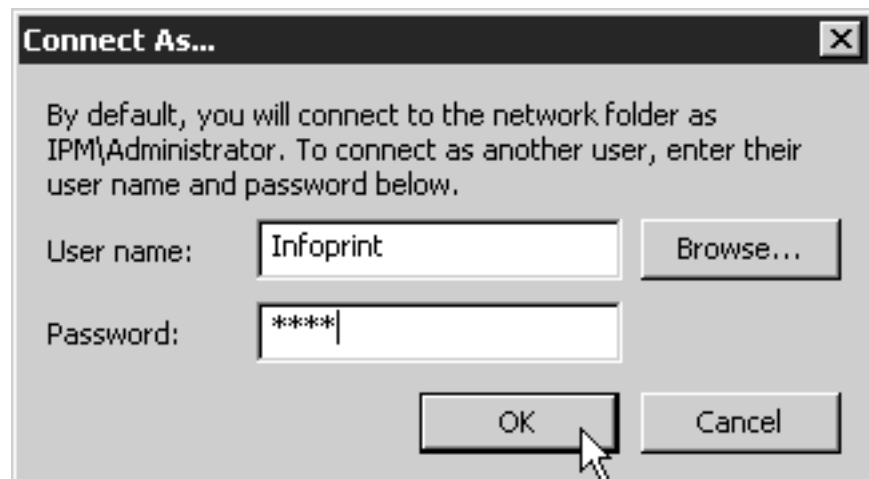 Connect As...
By default, you will connect to the network folder as
IPM\Administrator. To connect as another user, enter their
user name and password below.
User name: Infoprint Browse...
Password: ****
OK Cancel